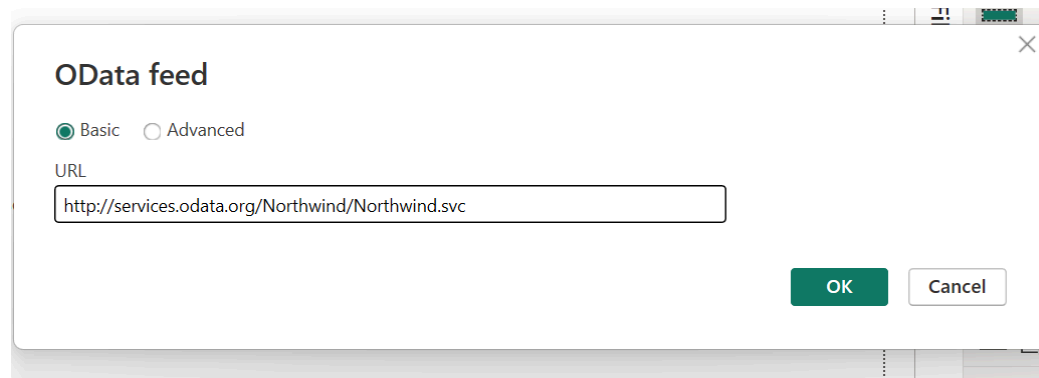 OData feed
Basic Advanced
URL
http://services.odata.org/Northwind/Northwind.svc
OK Cancel